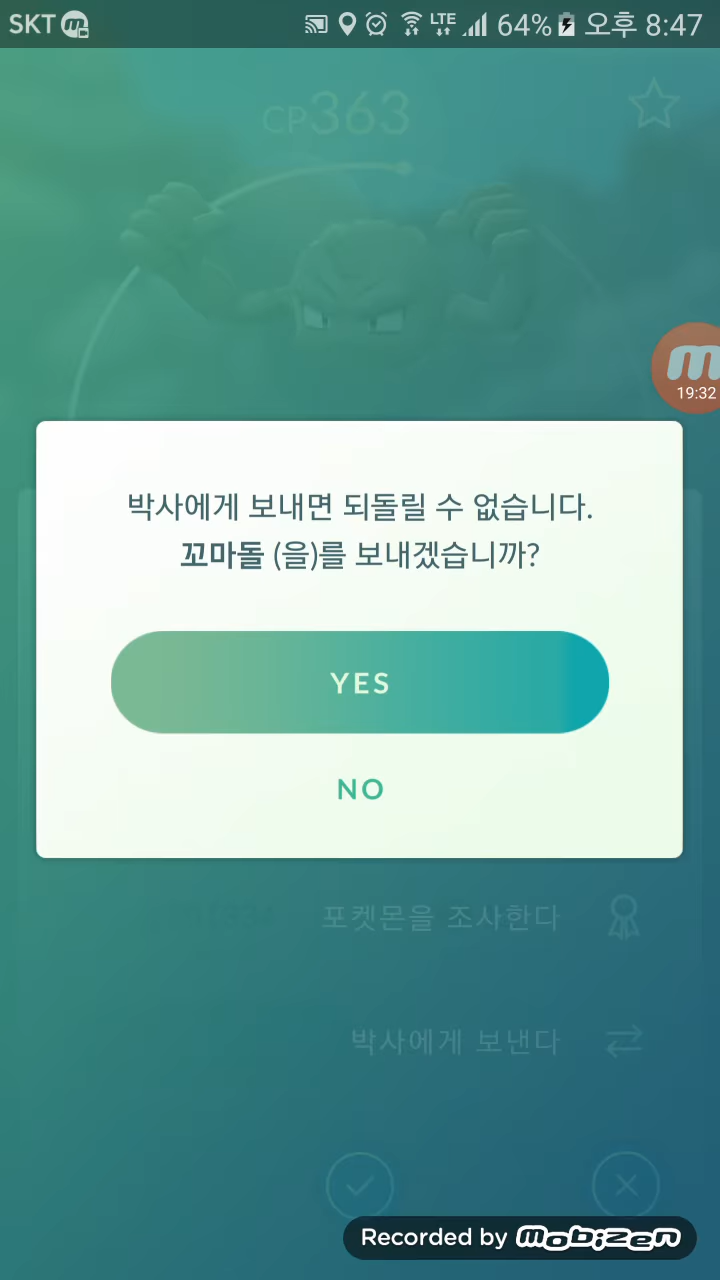 SKT
LTE
64%
오후 8:47
CP363
19:32
박사에게 보내면 되돌릴 수 없습니다.
꼬마돌 (을)를 보내겠습니까?
YES
NO
포켓몬을 조사한다
박사에게 보낸다
Recorded by mobizen